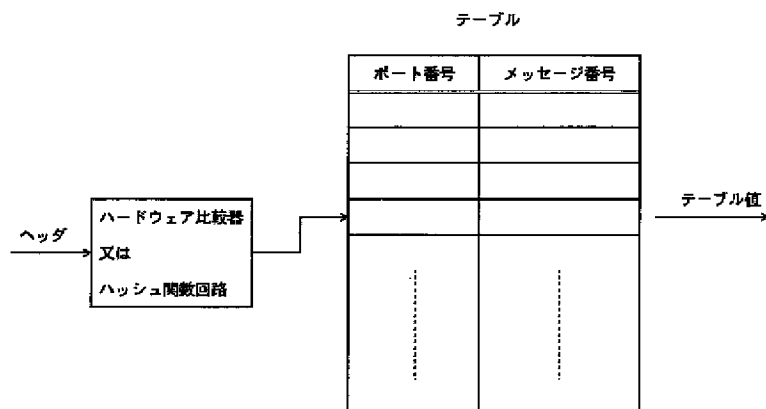 テーブル
ポート番号
メッセージ番号
ヘッダ
ハードウェア比較器
又は
ハッシュ関数回路
テーブル値